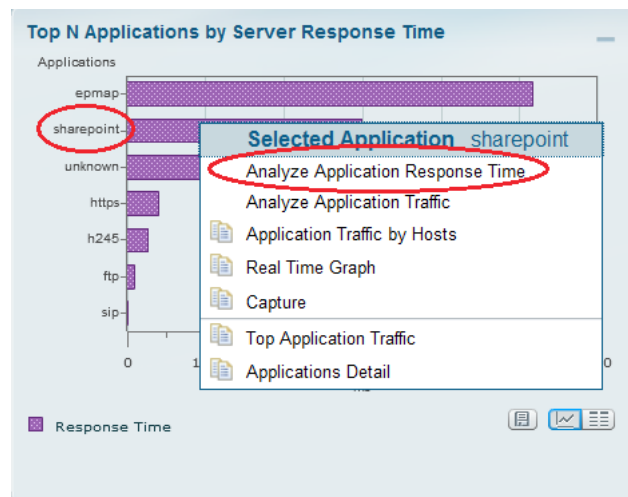 Top N Applications by Server Response Time
Applications
epmap
sharepoint
Selected Application sharepoint
unknown
Analyze Application Response Time
https
Analyze Application Traffic
h245
Application Traffic by Hosts
ftp
Real Time Graph
sip
Capture
Top Application Traffic
0 1 0
Applications Detail
Response Time